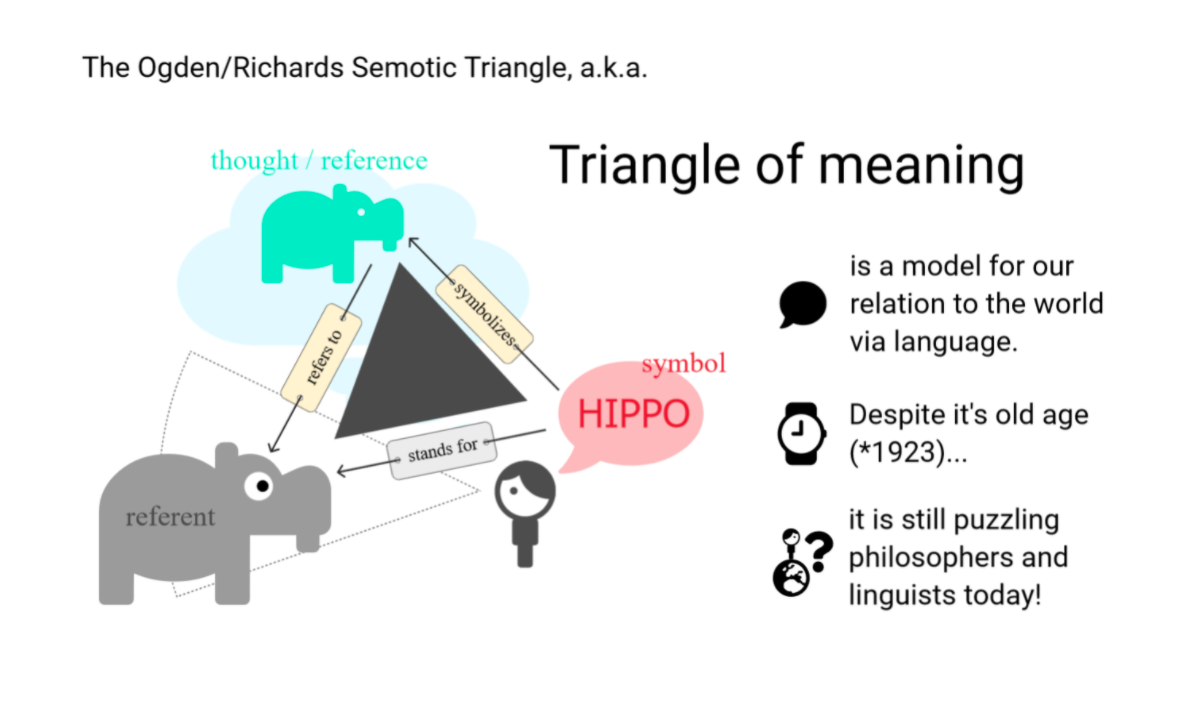 The Ogden/Richards Semotic Triangle, a.k.a.
Triangle of meaning
thought / reference
symbolizes
refers to
symbol
HIPPO
stands for
referent
is a model for our
relation to the world
via language.
Despite it's old age
(*1923)...
it is still puzzling
philosophers and
linguists today!